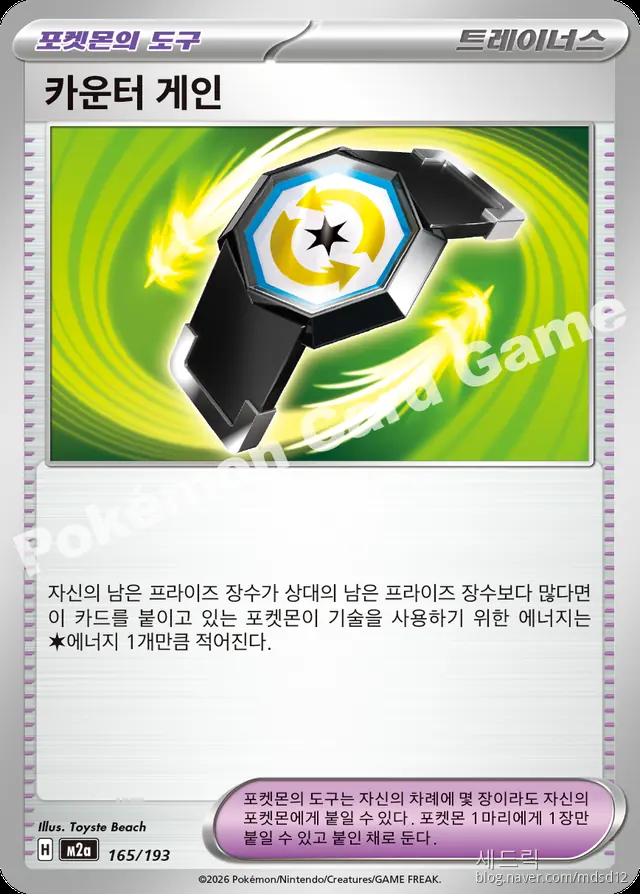 포켓몬의 도구
트레이너스
카운터 게인
Pokémon Card Game
자신의 남은 프라이즈 장수가 상대의 남은 프라이즈 장수보다 많다면
이 카드를 붙이고 있는 포켓몬이 기술을 사용하기 위한 에너지는
에너지 1개만큼 적어진다.
포켓몬의 도구는 자신의 차례에 몇 장이라도 자신의
포켓몬에게 붙일 수 있다. 포켓몬 1마리에게 1장만
붙일 수 있고 붙인 채로 둔다.
Illus. Toyste Beach
H m2a 165/193
©2026 Pokémon/Nintendo/Creatures/GAME FREAK.
세드릭
blog.naver.com/mdsd12